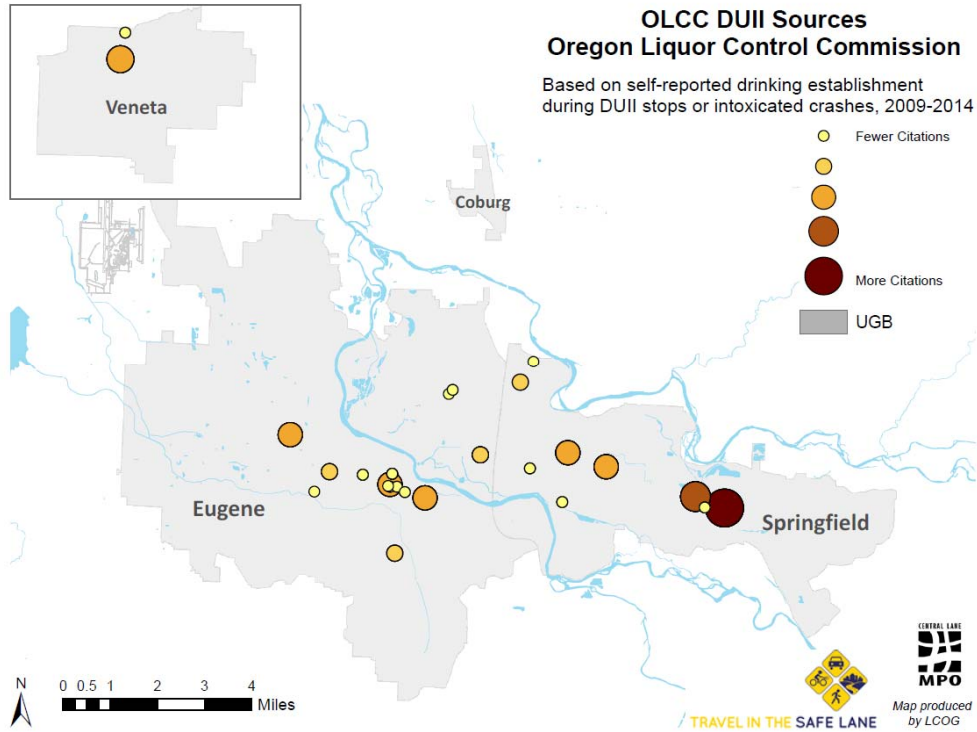 OLCC DUII Sources
Oregon Liquor Control Commission
Based on self-reported drinking establishment
during DUII stops or intoxicated crashes, 2009-2014
Fewer Citations
More Citations
UGB
Veneta
Coburg
Eugene
Springfield
N
0 0.5 1 2 3 4
Miles
TRAVEL IN THE SAFE LANE
CENTRAL LANE
MPO
Map produced
by LCOG